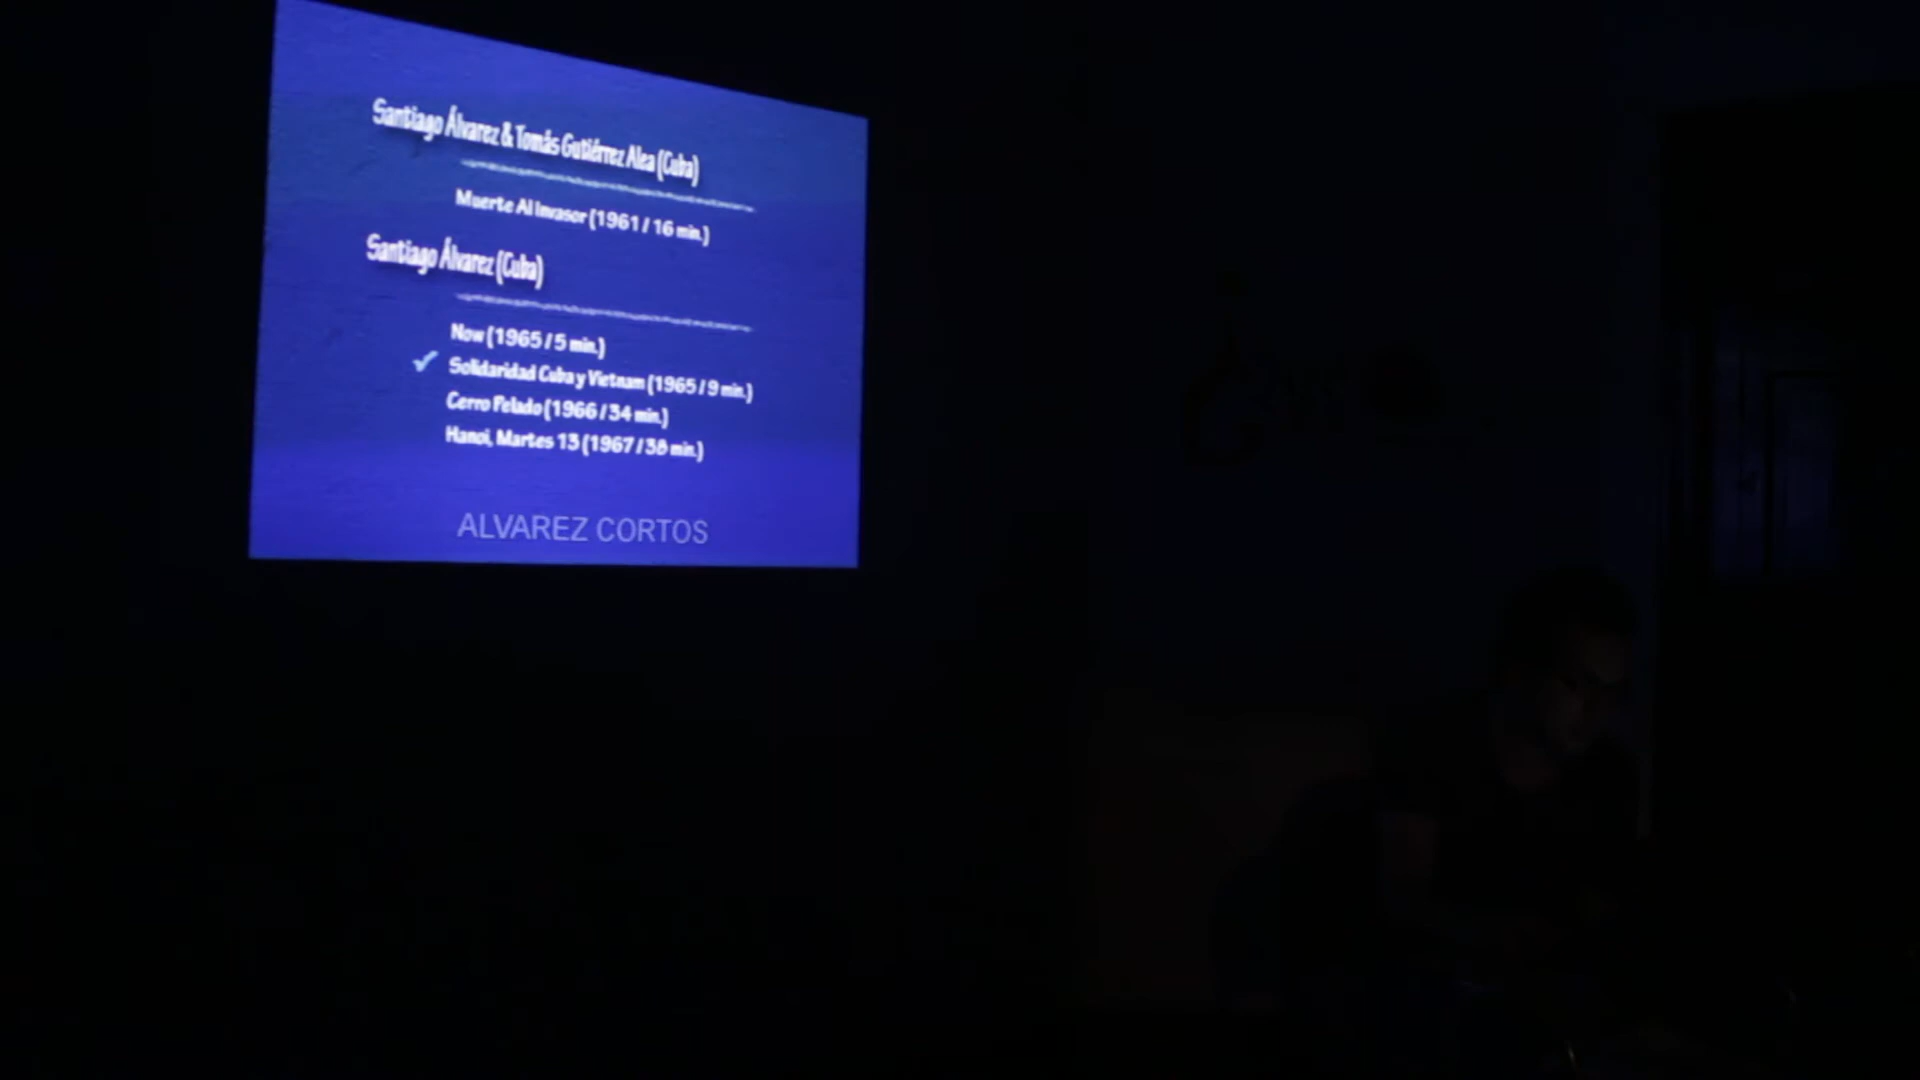 Santiago Álvarez & Tomás Gutiérrez Alea (Cuba)
Muerte Al Invasor (1961 / 16 min.)
Santiago Álvarez (Cuba)
Now (1965 / 5 min.)
Solidaridad Cuba y Vietnam (1965 / 9 min.)
Cerro Pelado (1966 / 34 min.)
Hanoi, Martes 13 (1967 / 38 min.)
ALVAREZ CORTOS